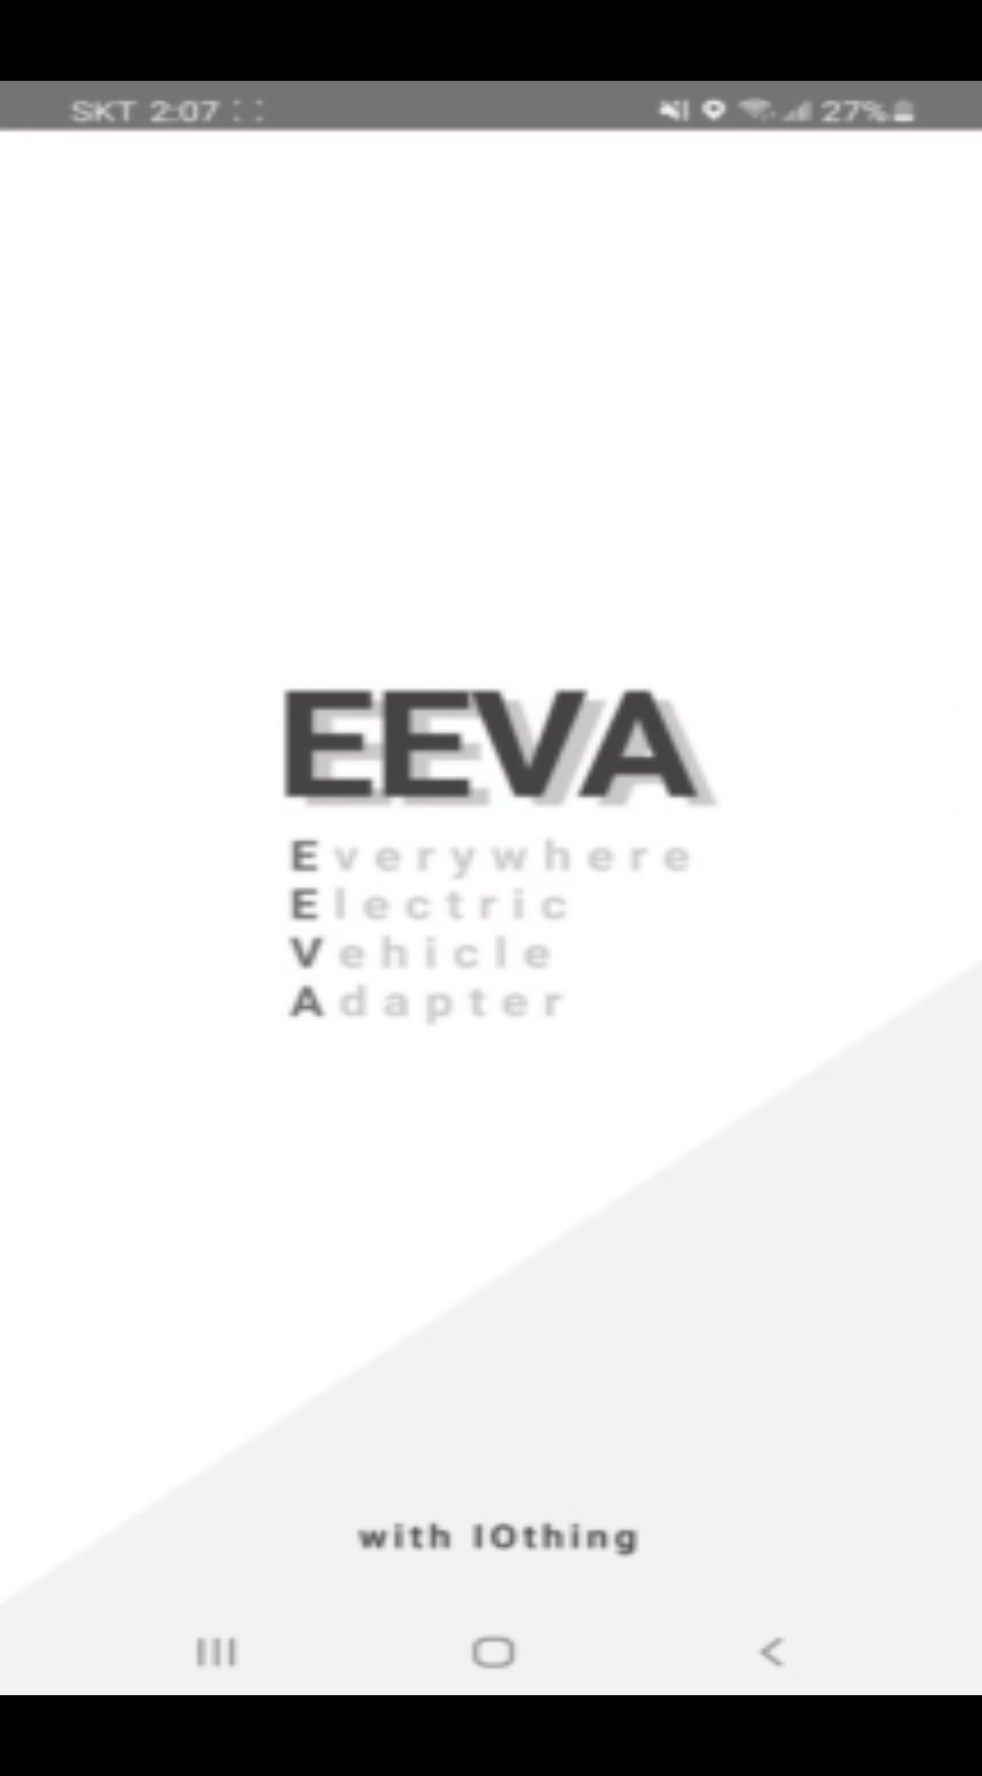 SKT 2:07 27%
EEVA
Everywhere
Electric
Vehicle
Adapter
with IOthing